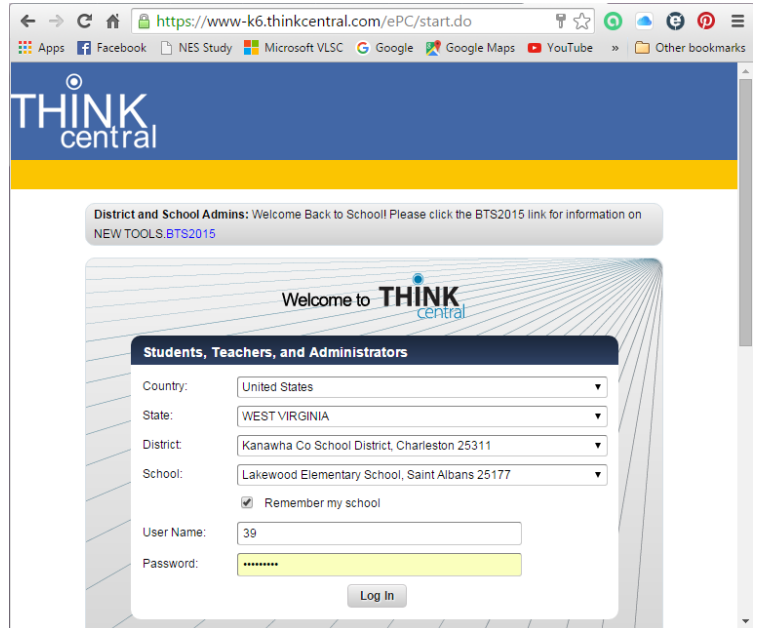 https://www-k6.thinkcentral.com/ePC/start.do
Apps Facebook NES Study Microsoft VLSC Google Google Maps YouTube » Other bookmarks
THINK
central
District and School Admins: Welcome Back to School! Please click the BTS2015 link for information on
NEW TOOLS.BTS2015
Welcome to THINK
central
Students, Teachers, and Administrators
Country: United States
State: WEST VIRGINIA
District: Kanawha Co School District, Charleston 25311
School: Lakewood Elementary School, Saint Albans 25177
Remember my school
User Name: 39
Password: •••••••••
Log In